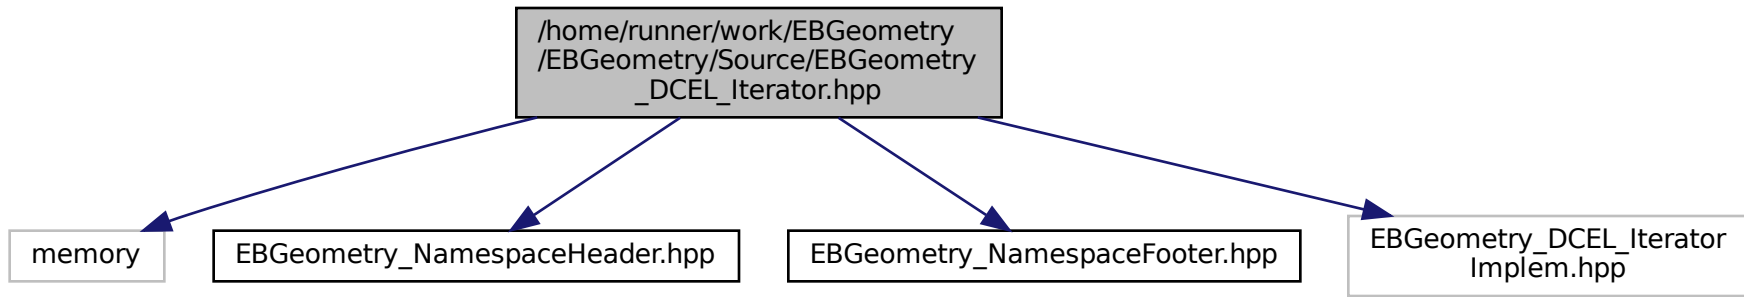 /home/runner/work/EBGeometry
/EBGeometry/Source/EBGeometry
_DCEL_Iterator.hpp
memory
EBGeometry_NamespaceHeader.hpp
EBGeometry_NamespaceFooter.hpp
EBGeometry_DCEL_Iterator
Implem.hpp